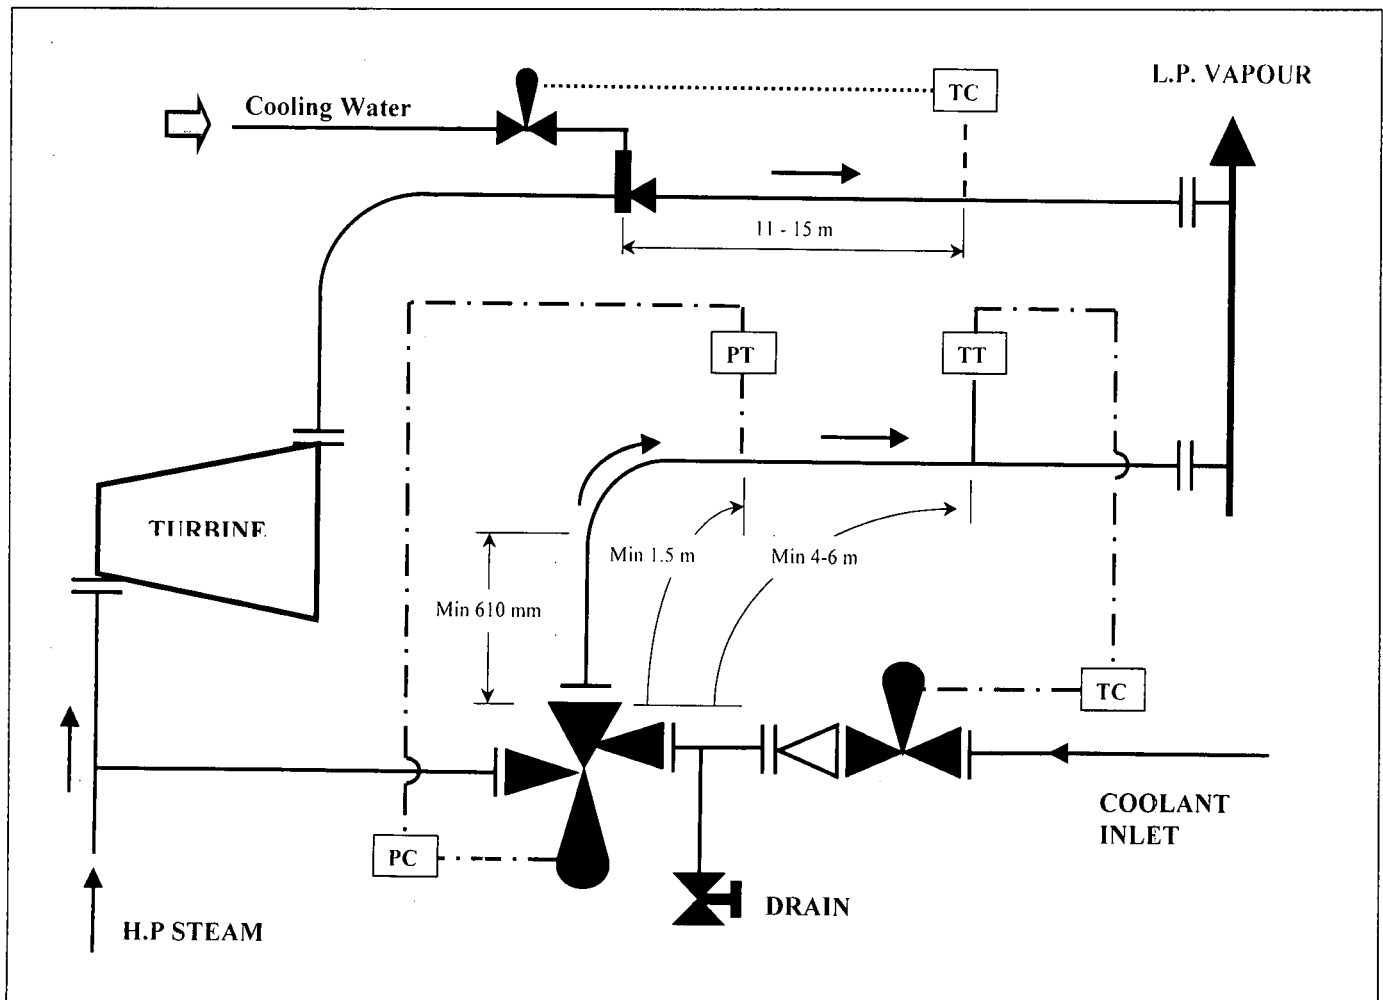 L.P. VAPOUR
TC
Cooling Water
11 - 15 m
PT
TT
TURBINE
Min 1.5 m
Min 4-6 m
Min 610 mm
TC
COOLANT
INLET
PC
DRAIN
H.P STEAM